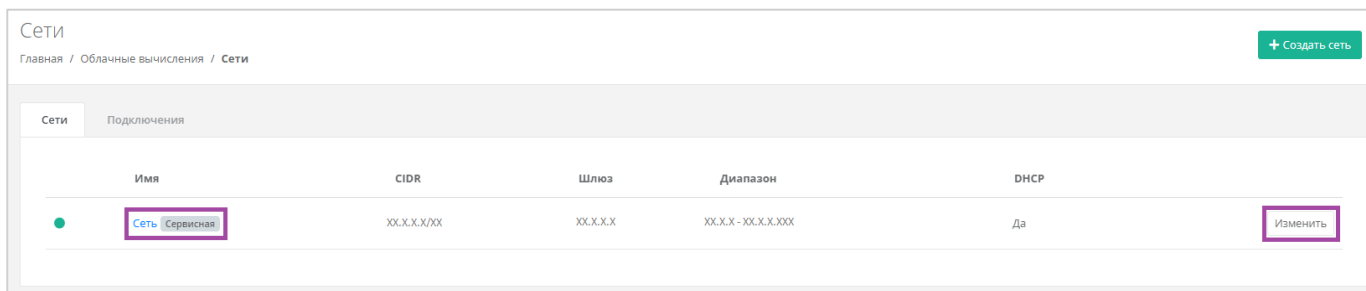 Сети
Главная / Облачные вычисления / Сети
+ Создать сеть
Сети Подключения
Имя CIDR Шлюз Диапазон DHCP
Сеть Сервисная XX.X.X.X/XX XX.X.X.X XX.X.X - XX.X.X.XXX Да Изменить